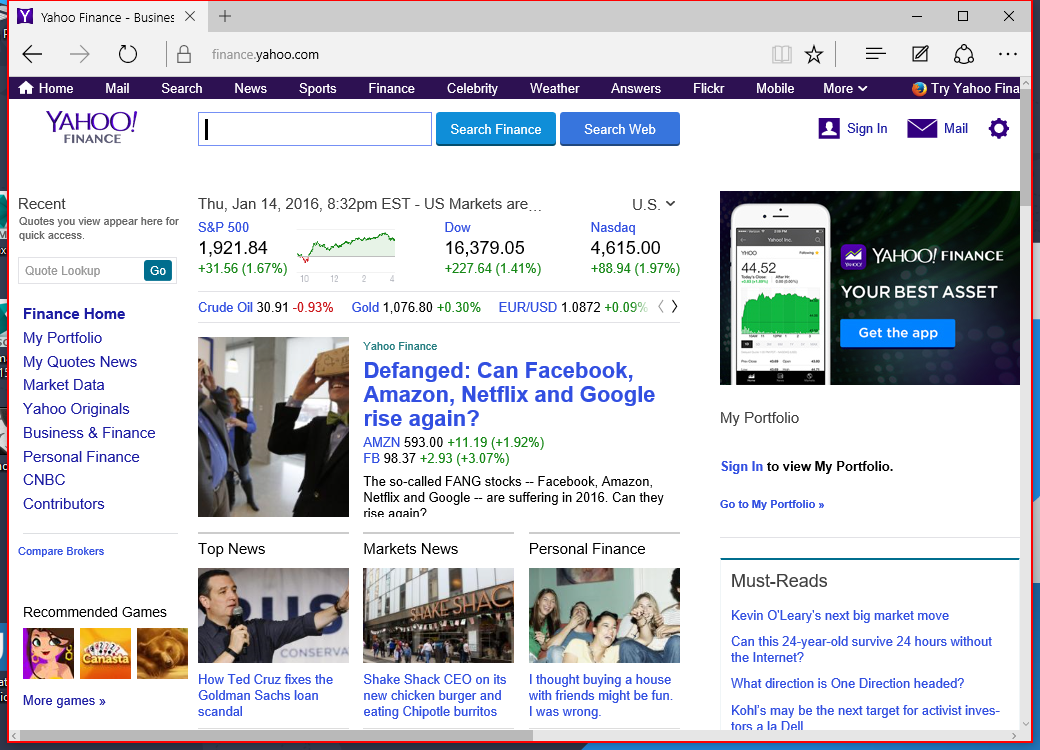 Yahoo Finance - Busines
finance.yahoo.com
Home Mail Search News Sports Finance Celebrity Weather Answers Flickr Mobile More Try Yahoo Fina
YAHOO!
FINANCE
Search Finance
Search Web
Sign In
Mail
Recent
Quotes you view appear here for
quick access.
Quote Lookup
Go
Finance Home
My Portfolio
My Quotes News
Market Data
Yahoo Originals
Business & Finance
Personal Finance
CNBC
Contributors
Compare Brokers
Recommended Games
Canasta
More games »
Thu, Jan 14, 2016, 8:32pm EST - US Markets are...
U.S.
S&P 500
1,921.84
+31.56 (1.67%)
10 12 2 4
Dow
16,379.05
+227.64 (1.41%)
Nasdaq
4,615.00
+88.94 (1.97%)
Crude Oil 30.91 -0.93% Gold 1,076.80 +0.30% EUR/USD 1.0872 +0.09%
Yahoo Finance
Defanged: Can Facebook,
Amazon, Netflix and Google
rise again?
AMZN 593.00 +11.19 (+1.92%)
FB 98.37 +2.93 (+3.07%)
The so-called FANG stocks -- Facebook, Amazon,
Netflix and Google -- are suffering in 2016. Can they
rise again?
Top News
CONSERVA
How Ted Cruz fixes the
Goldman Sachs loan
scandal
Markets News
SHAKE SHAC
Shake Shack CEO on its
new chicken burger and
eating Chipotle burritos
Personal Finance
I thought buying a house
with friends might be fun.
I was wrong.
Yahoo! Inc.
YHOO
Following
44.52
YAHOO!
YAHOO! FINANCE
YOUR BEST ASSET
Get the app
My Portfolio
Sign In to view My Portfolio.
Go to My Portfolio »
Must-Reads
Kevin O'Leary's next big market move
Can this 24-year-old survive 24 hours without
the Internet?
What direction is One Direction headed?
Kohl's may be the next target for activist inves-
tors a la Dell